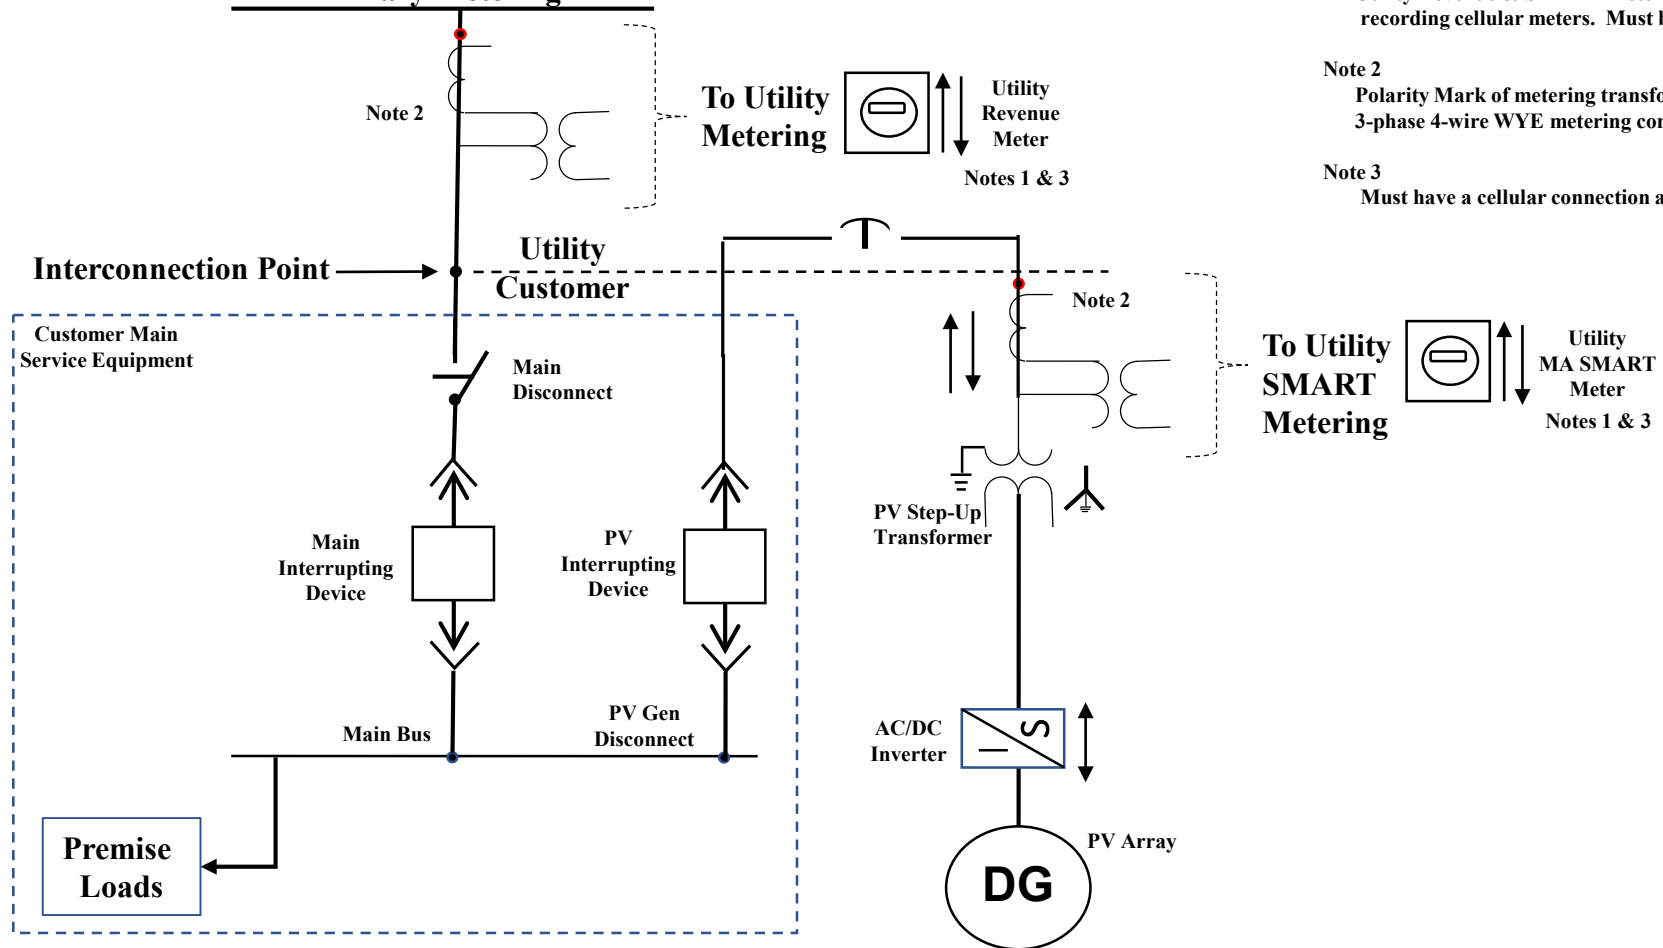 recording cellular meters. Must b
Note 2
Polarity Mark of metering transfo
3-phase 4-wire WYE metering con
Note 3
Must have a cellular connection a
Note 2
To Utility
Metering
Utility
Revenue
Meter
Notes 1 & 3
Interconnection Point
Utility
Customer
Note 2
Customer Main
Service Equipment
Main
Disconnect
To Utility
SMART
Metering
Utility
MA SMART
Meter
Notes 1 & 3
PV Step-Up
Transformer
Main
Interrupting
Device
PV
Interrupting
Device
Main Bus
PV Gen
Disconnect
AC/DC
Inverter
S
Premise
Loads
PV Array
DG